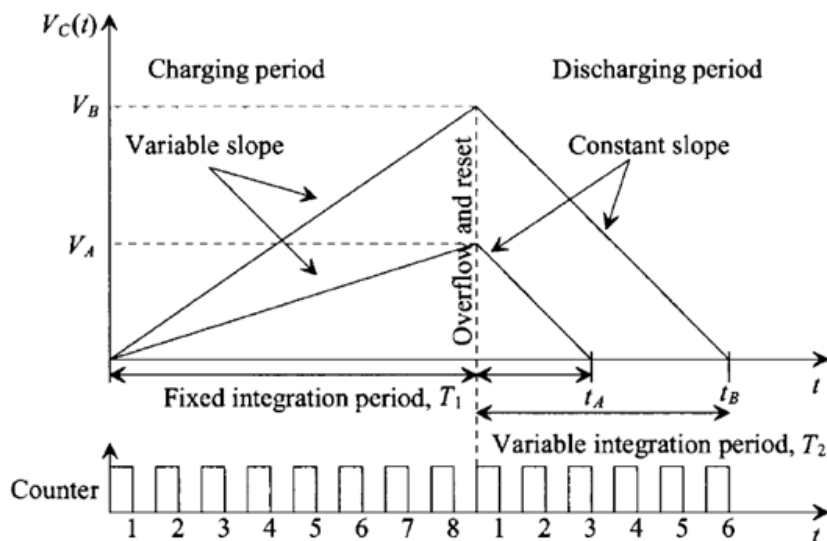 V_C(t)
Charging period
Discharging period
V_B
Variable slope
Constant slope
V_A
Overflow and reset
t_A
t_B
t
Fixed integration period, T_1
Variable integration period, T_2
Counter
1 2 3 4 5 6 7 8 1 2 3 4 5 6 t